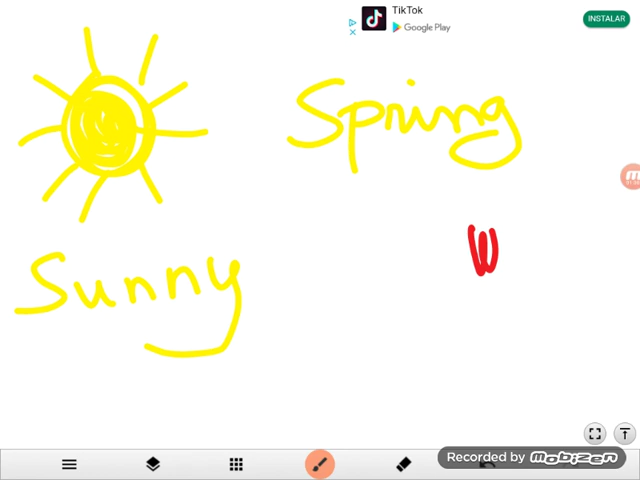 TikTok
Google Play
INSTALAR
Spring
Sunny
Recorded by MOBIZEN